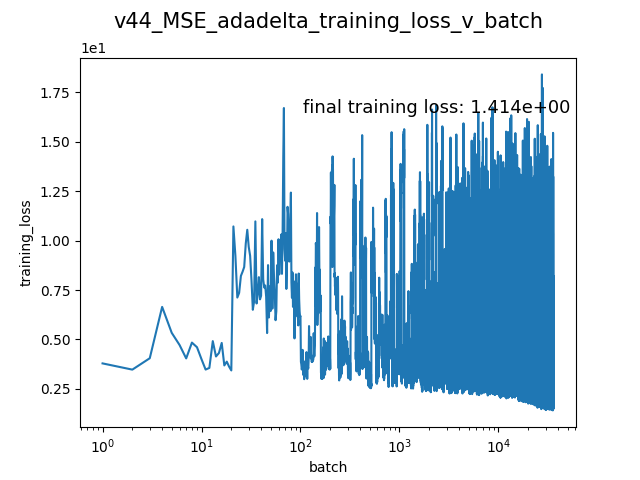 v44_MSE_adadelta_training_loss_v_batch
1e1
final training loss: 1.414e+00
1.75
1.50
1.25
1.00
0.75
0.50
0.25
training_loss
10^0
10^1
10^2
10^3
10^4
batch